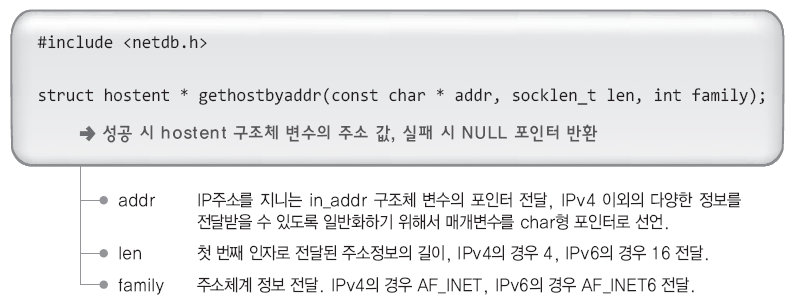 #include <netdb.h>
struct hostent * gethostbyaddr(const char * addr, socklen_t len, int family);
➔ 성공 시 hostent 구조체 변수의 주소 값, 실패 시 NULL 포인터 반환
addr IP주소를 지니는 in_addr 구조체 변수의 포인터 전달, IPv4 이외의 다양한 정보를
전달받을 수 있도록 일반화하기 위해서 매개변수를 char형 포인터로 선언.
len 첫 번째 인자로 전달된 주소정보의 길이, IPv4의 경우 4, IPv6의 경우 16 전달.
family 주소체계 정보 전달. IPv4의 경우 AF_INET, IPv6의 경우 AF_INET6 전달.